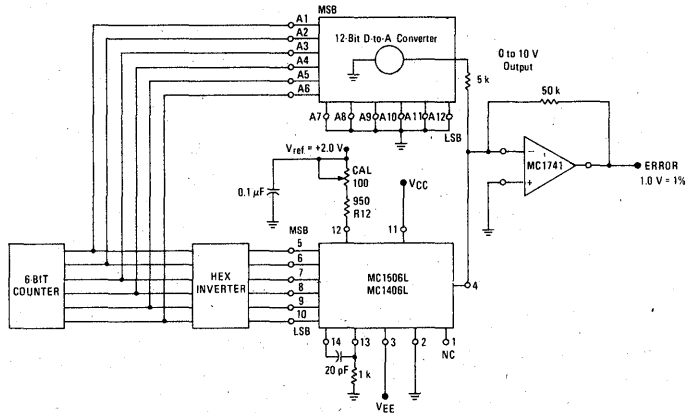 MSB
A1
A2
A3
A4
A5
A6
12-Bit D-to-A Converter
0 to 10 V
Output
5 k
50 k
A7
A8
A9
A10
A11
A12
LSB
Vref = +2.0 V
CAL
100
0.1 μF
950
R12
VCC
MC1741
-
+
ERROR
1.0 V = 1%
12
11
MSB
5
6
7
8
9
10
LSB
6-BIT
COUNTER
HEX
INVERTER
MC1506L
MC1406L
4
14
13
3
2
1
NC
20 pF
1 k
VEE